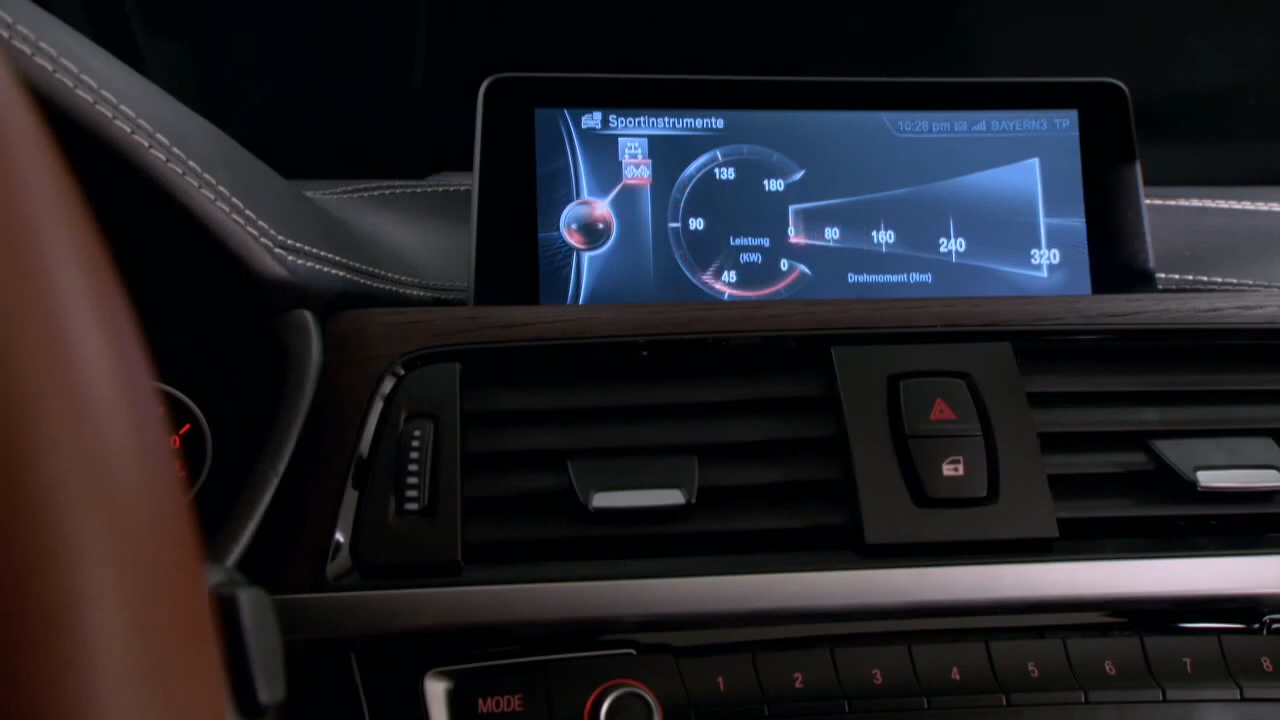 Sportinstrumente
10:28 pm BAYERN3 TP
135
180
90
Leistung
(KW)
45
0
0 80 160 240 320
Drehmoment (Nm)
0
MODE
1 2 3 4 5 6 7 8